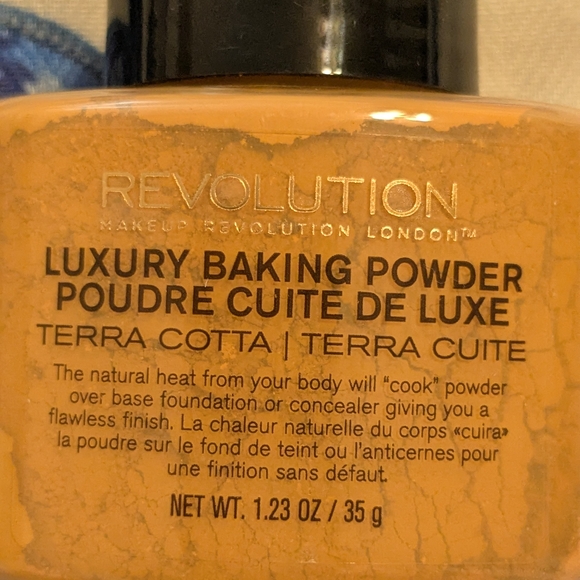 REVOLUTION
MAKEUP REVOLUTION LONDON™
LUXURY BAKING POWDER
POUDRE CUITE DE LUXE
TERRA COTTA | TERRA CUITE
The natural heat from your body will "cook" powder
over base foundation or concealer giving you a
flawless finish. La chaleur naturelle du corps «cuira»
la poudre sur le fond de teint ou l'anticernes pour
une finition sans défaut.
NET WT. 1.23 OZ / 35 g